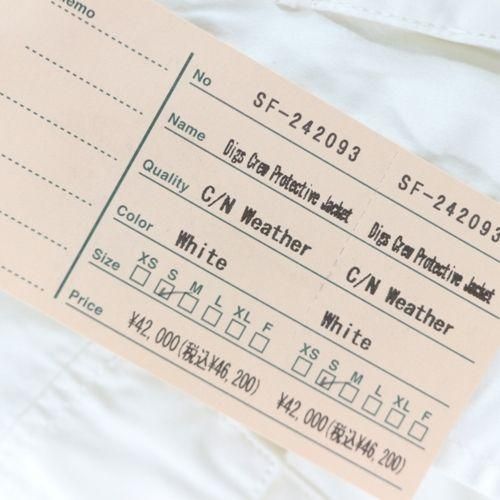 Memo
No SF-242093 SF-242093
Name Digs Crew Protective Jacket Digs Crew Protective Jacket
Quality C/N Weather C/N Weather
Color White White
Size XS S M L XL F XS S M L XL F
Price ¥42,000(税込¥46,200) ¥42,000(税込¥46,200)